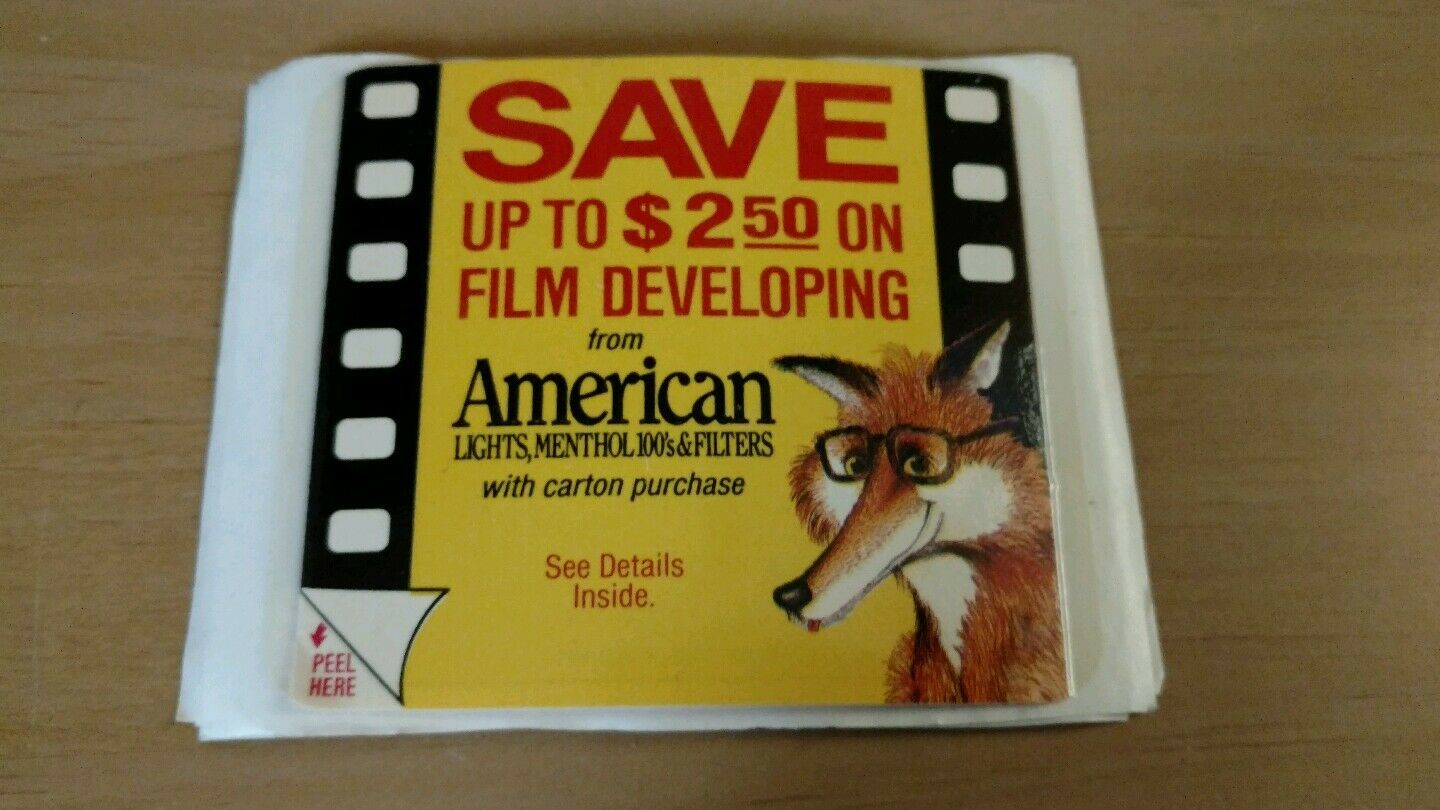 SAVE
UP TO $2 50 ON
FILM DEVELOPING
from
American
LIGHTS, MENTHOL 100's & FILTERS
with carton purchase
See Details
Inside.
PEEL
HERE